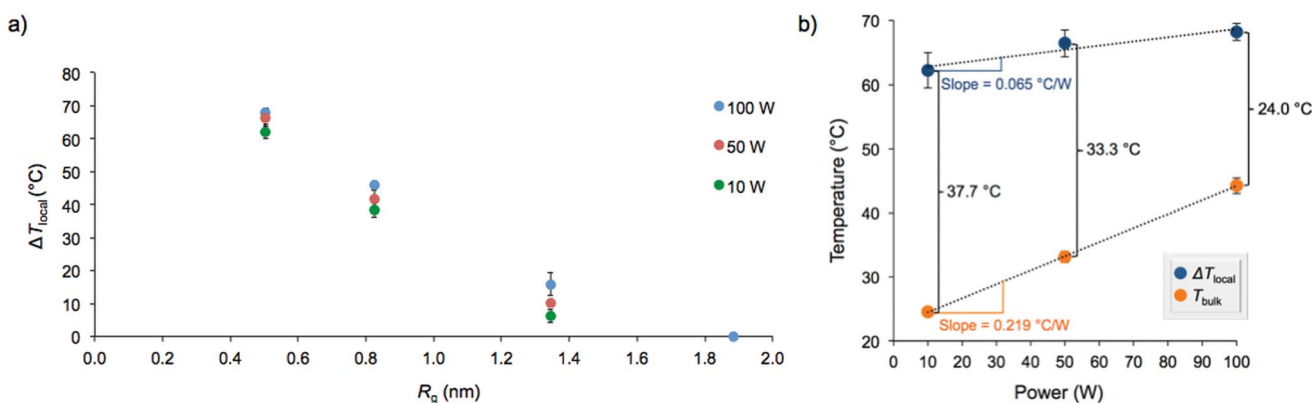 a)
80
70
60
50
40
30
20
10
0
ΔTlocal (°C)
0.0 0.2 0.4 0.6 0.8 1.0 1.2 1.4 1.6 1.8 2.0
Rg (nm)
100 W
50 W
10 W
b)
70
60
50
40
30
20
Temperature (°C)
0 10 20 30 40 50 60 70 80 90 100
Power (W)
Slope = 0.065 °C/W
37.7 °C
33.3 °C
24.0 °C
Slope = 0.219 °C/W
ΔTlocal
Tbulk